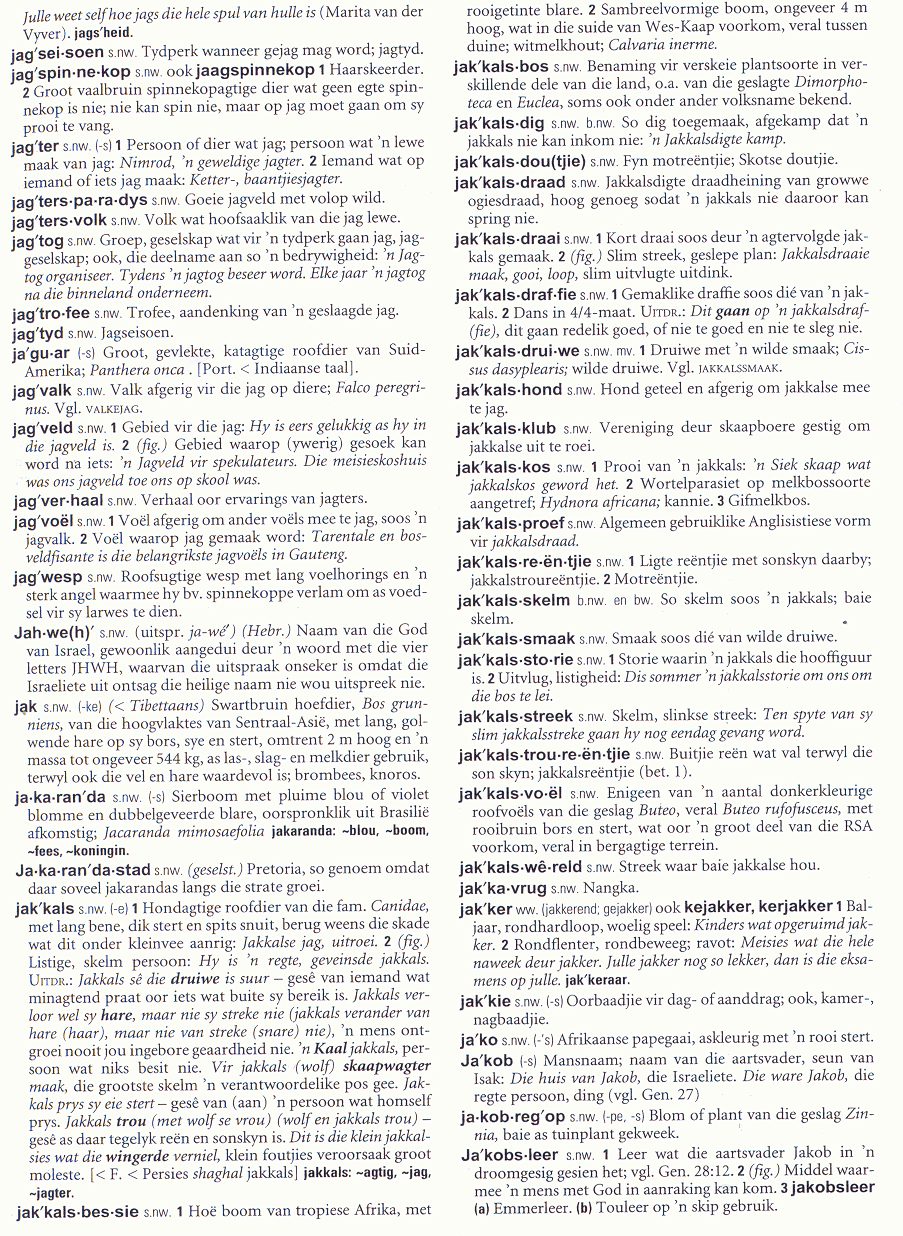 Julle weet self hoe jags die hele spul van hulle is (Marita van der
Vyver). jags′heid.
jag′sei·soen s.nw. Tydperk wanneer gejag mag word; jagtyd.
jag′spin·ne·kop s.nw. ook jaagspinnekop 1 Haarskeerder.
2 Groot vaalbruin spinnekopagtige dier wat geen egte spin-
nekop is nie; nie kan spin nie, maar op jag moet gaan om sy
prooi te vang.
jag′ter s.nw. (-s) 1 Persoon of dier wat jag; persoon wat ’n lewe
maak van jag: Nimrod, ’n geweldige jagter. 2 Iemand wat op
iemand of iets jag maak: Ketter-, baantjiesjagter.
jag′ters·pa·ra·dys s.nw. Goeie jagveld met volop wild.
jag′ters·volk s.nw. Volk wat hoofsaaklik van die jag lewe.
jag′tog s.nw. Groep, geselskap wat vir ’n tydperk gaan jag, jag-
geselskap; ook, die deelname aan so ’n bedrywigheid: ’n Jag-
tog organiseer. Tydens ’n jagtog beseer word. Elke jaar ’n jagtog
na die binneland onderneem.
jag′tro·fee s.nw. Trofee, aandenking van ’n geslaagde jag.
jag′tyd s.nw. Jagseisoen.
ja′gu·ar (-s) Groot, gevlekte, katagtige roofdier van Suid-
Amerika; Panthera onca . [Port. < Indiaanse taal].
jag′valk s.nw. Valk afgerig vir die jag op diere; Falco peregri-
nus. Vgl. VALKEJAG.
jag′veld s.nw. 1 Gebied vir die jag: Hy is eers gelukkig as hy in
die jagveld is. 2 (fig.) Gebied waarop (ywerig) gesoek kan
word na iets: ’n Jagveld vir spekulateurs. Die meisieskoshuis
was ons jagveld toe ons op skool was.
jag′ver·haal s.nw. Verhaal oor ervarings van jagters.
jag′voël s.nw. 1 Voël afgerig om ander voëls mee te jag, soos ’n
jagvalk. 2 Voël waarop jag gemaak word: Tarentale en bos-
veldfisante is die belangrikste jagvoëls in Gauteng.
jag′wesp s.nw. Roofsugtige wesp met lang voelhorings en ’n
sterk angel waarmee hy bv. spinnekoppe verlam om as voed-
sel vir sy larwes te dien.
Jah·we(h)′ s.nw. (uitspr. ja-wé′) (Hebr.) Naam van die God
van Israel, gewoonlik aangedui deur ’n woord met die vier
letters JHWH, waarvan die uitspraak onseker is omdat die
Israeliete uit ontsag die heilige naam nie wou uitspreek nie.
jak s.nw. (-ke) (< Tibettaans) Swartbruin hoefdier, Bos grun-
niens, van die hoogvlaktes van Sentraal-Asië, met lang, gol-
wende hare op sy bors, sye en stert, omtrent 2 m hoog en ’n
massa tot ongeveer 544 kg, as las-, slag- en melkdier gebruik,
terwyl ook die vel en hare waardevol is; brombees, knoros.
ja·ka·ran′da s.nw. (-s) Sierboom met pluime blou of violet
blomme en dubbelgeveerde blare, oorspronklik uit Brasilië
afkomstig; Jacaranda mimosaefolia jakaranda: ~blou, ~boom,
~fees, ~koningin.
Ja·ka·ran′da·stad s.nw. (geselst.) Pretoria, so genoem omdat
daar soveel jakarandas langs die strate groei.
jak′kals s.nw. (-e) 1 Hondagtige roofdier van die fam. Canidae,
met lang bene, dik stert en spits snuit, berug weens die skade
wat dit onder kleinvee aanrig: Jakkalse jag, uitroei. 2 (fig.)
Listige, skelm persoon: Hy is ’n regte, geveinsde jakkals.
UITDR.: Jakkals sê die druiwe is suur – gesê van iemand wat
minagtend praat oor iets wat buite sy bereik is. Jakkals ver-
loor wel sy hare, maar nie sy streke nie (jakkals verander van
hare (haar), maar nie van streke (snare) nie), ’n mens ont-
groei nooit jou ingebore geaardheid nie. ’n Kaal jakkals, per-
soon wat niks besit nie. Vir jakkals (wolf) skaapwagter
maak, die grootste skelm ’n verantwoordelike pos gee. Jak-
kals prys sy eie stert – gesê van (aan) ’n persoon wat homself
prys. Jakkals trou (met wolf se vrou) (wolf en jakkals trou) –
gesê as daar tegelyk reën en sonskyn is. Dit is die klein jakkal-
sies wat die wingerde verniel, klein foutjies veroorsaak groot
moleste. [< F. < Persies shaghal jakkals] jakkals: ~agtig, ~jag,
~jagter.
jak′kals·bes·sie s.nw. 1 Hoë boom van tropiese Afrika, met
rooigetinte blare. 2 Sambreelvormige boom, ongeveer 4 m
hoog, wat in die suide van Wes-Kaap voorkom, veral tussen
duine; witmelkhout; Calvaria inerme.
jak′kals·bos s.nw. Benaming vir verskeie plantsoorte in ver-
skillende dele van die land, o.a. van die geslagte Dimorpho-
teca en Euclea, soms ook onder ander volksname bekend.
jak′kals·dig s.nw. b.nw. So dig toegemaak, afgekamp dat ’n
jakkals nie kan inkom nie: ’n Jakkalsdigte kamp.
jak′kals·dou(tjie) s.nw. Fyn motreëntjie; Skotse doutjie.
jak′kals·draad s.nw. Jakkalsdigte draadheining van growwe
ogiesdraad, hoog genoeg sodat ’n jakkals nie daaroor kan
spring nie.
jak′kals·draai s.nw. 1 Kort draai soos deur ’n agtervolgde jak-
kals gemaak. 2 (fig.) Slim streek, geslepe plan: Jakkalsdraaie
maak, gooi, loop, slim uitvlugte uitdink.
jak′kals·draf·fie s.nw. 1 Gemaklike draffie soos dié van ’n jak-
kals. 2 Dans in 4/4-maat. UITDR.: Dit gaan op ’n jakkalsdraf-
(fie), dit gaan redelik goed, of nie te goed en nie te sleg nie.
jak′kals·drui·we s.nw. mv. 1 Druiwe met ’n wilde smaak; Cis-
sus dasyplearis; wilde druiwe. Vgl. JAKKALSSMAAK.
jak′kals·hond s.nw. Hond geteel en afgerig om jakkalse mee
te jag.
jak′kals·klub s.nw. Vereniging deur skaapboere gestig om
jakkalse uit te roei.
jak′kals·kos s.nw. 1 Prooi van ’n jakkals: ’n Siek skaap wat
jakkalskos geword het. 2 Wortelparasiet op melkbossoorte
aangetref; Hydnora africana; kannie. 3 Gifmelkbos.
jak′kals·proef s.nw. Algemeen gebruiklike Anglisistiese vorm
vir jakkalsdraad.
jak′kals·re·ën·tjie s.nw. 1 Ligte reëntjie met sonskyn daarby;
jakkalstroureëntjie. 2 Motreëntjie.
jak′kals·skelm b.nw. en bw. So skelm soos ’n jakkals; baie
skelm.
jak′kals·smaak s.nw. Smaak soos dié van wilde druiwe.
jak′kals·sto·rie s.nw. 1 Storie waarin ’n jakkals die hooffiguur
is. 2 Uitvlug, listigheid: Dis sommer ’n jakkalsstorie om ons om
die bos te lei.
jak′kals·streek s.nw. Skelm, slinkse streek: Ten spyte van sy
slim jakkalsstreke gaan hy nog eendag gevang word.
jak′kals·trou·re·ën·tjie s.nw. Buitjie reën wat val terwyl die
son skyn; jakkalsreëntjie (bet. 1).
jak′kals·vo·ël s.nw. Enigeen van ’n aantal donkerkleurige
roofvoëls van die geslag Buteo, veral Buteo rufofusceus, met
rooibruin bors en stert, wat oor ’n groot deel van die RSA
voorkom, veral in bergagtige terrein.
jak′kals·wê·reld s.nw. Streek waar baie jakkalse hou.
jak′ka·vrug s.nw. Nangka.
jak′ker ww. (jakkerend; gejakker) ook kejakker, kerjakker 1 Bal-
jaar, rondhardloop, woelig speel: Kinders wat opgeruimd jak-
ker. 2 Rondflenter, rondbeweeg; ravot: Meisies wat die hele
naweek deur jakker. Julle jakker nog so lekker, dan is die eksa-
mens op julle. jak′keraar.
jak′kie s.nw. (-s) Oorbaadjie vir dag- of aanddrag; ook, kamer-,
nagbaadjie.
ja′ko s.nw. (-’s) Afrikaanse papegaai, askleurig met ’n rooi stert.
Ja′kob (-s) Mansnaam; naam van die aartsvader, seun van
Isak: Die huis van Jakob, die Israeliete. Die ware Jakob, die
regte persoon, ding (vgl. Gen. 27)
ja·kob·reg′op s.nw. (-pe, -s) Blom of plant van die geslag Zin-
nia, baie as tuinplant gekweek.
Ja′kobs·leer s.nw. 1 Leer wat die aartsvader Jakob in ’n
droomgesig gesien het; vgl. Gen. 28:12. 2 (fig.) Middel waar-
mee ’n mens met God in aanraking kan kom. 3 jakobsleer
(a) Emmerleer. (b) Touleer op ’n skip gebruik.